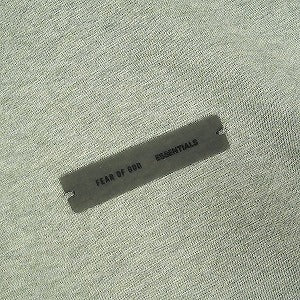 FEAR OF GOD ESSENTIALS